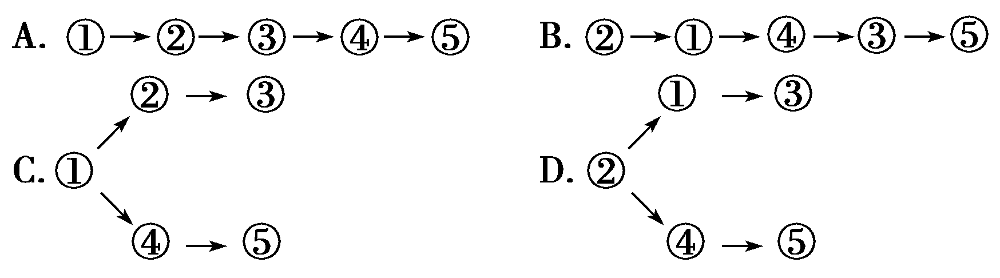 A. ①→②→③→④→⑤ B. ②→①→④→③→⑤
②→③ ①→③
C. ① D. ②
④→⑤ ④→⑤